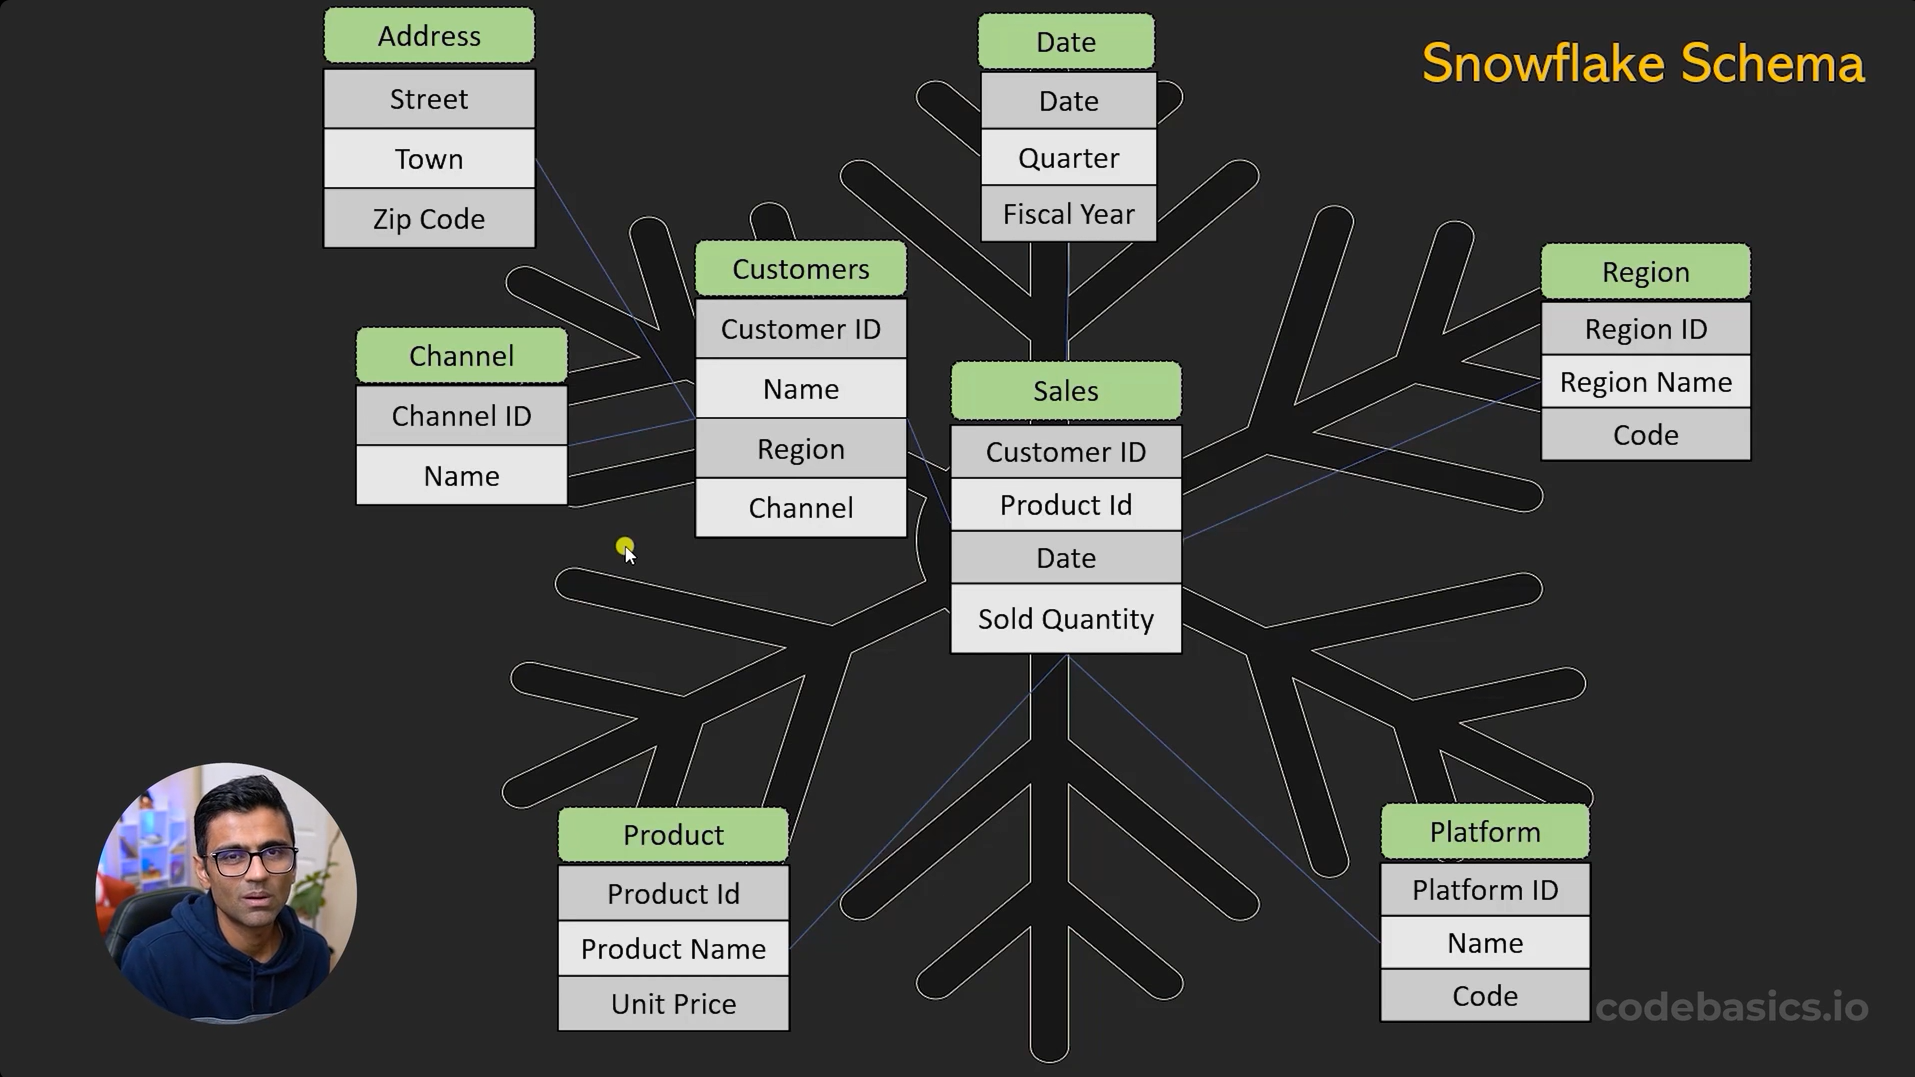 Snowflake Schema
Address
Street
Town
Zip Code
Date
Date
Quarter
Fiscal Year
Customers
Customer ID
Name
Region
Channel
Region
Region ID
Region Name
Code
Channel
Channel ID
Name
Sales
Customer ID
Product Id
Date
Sold Quantity
Product
Product Id
Product Name
Unit Price
Platform
Platform ID
Name
Code
codebasics.io